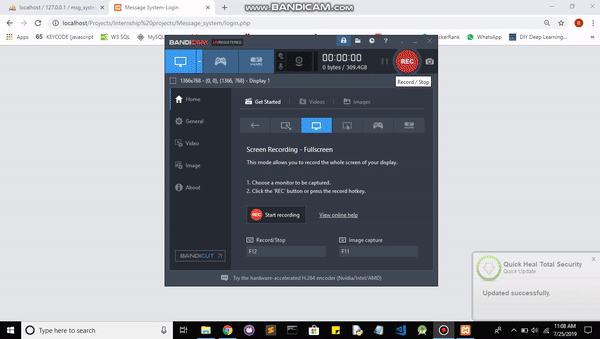 www.BANDICAM.com
localhost / 127.0.0.1 / msg_syste
Message System-Login
localhost/Projects/Internship%20projects/Message_system/login.php
Apps
KEYCODE (javascript)
W3 SQL
WhatsApp
DIY Deep Learning...
BANDICAM UNREGISTERED
00:00:00
0 bytes / 309.4GB
REC
Record / Stop
1366x768 - (0, 0), (1366, 768) - Display 1
Home
General
Video
Image
About
BANDICUT
Get Started
Videos
Images
Screen Recording - Fullscreen
This mode allows you to record the whole screen of your display.
1. Choose a monitor to be captured.
2. Click the 'REC' button or press the record hotkey.
REC Start recording
View online help
Record/Stop
F12
Image capture
F11
Try the hardware-accelerated H.264 encoder (Nvidia/Intel/AMD)
Quick Heal Total Security
Quick Update
Updated successfully.
Type here to search
11:08 AM
7/25/2019